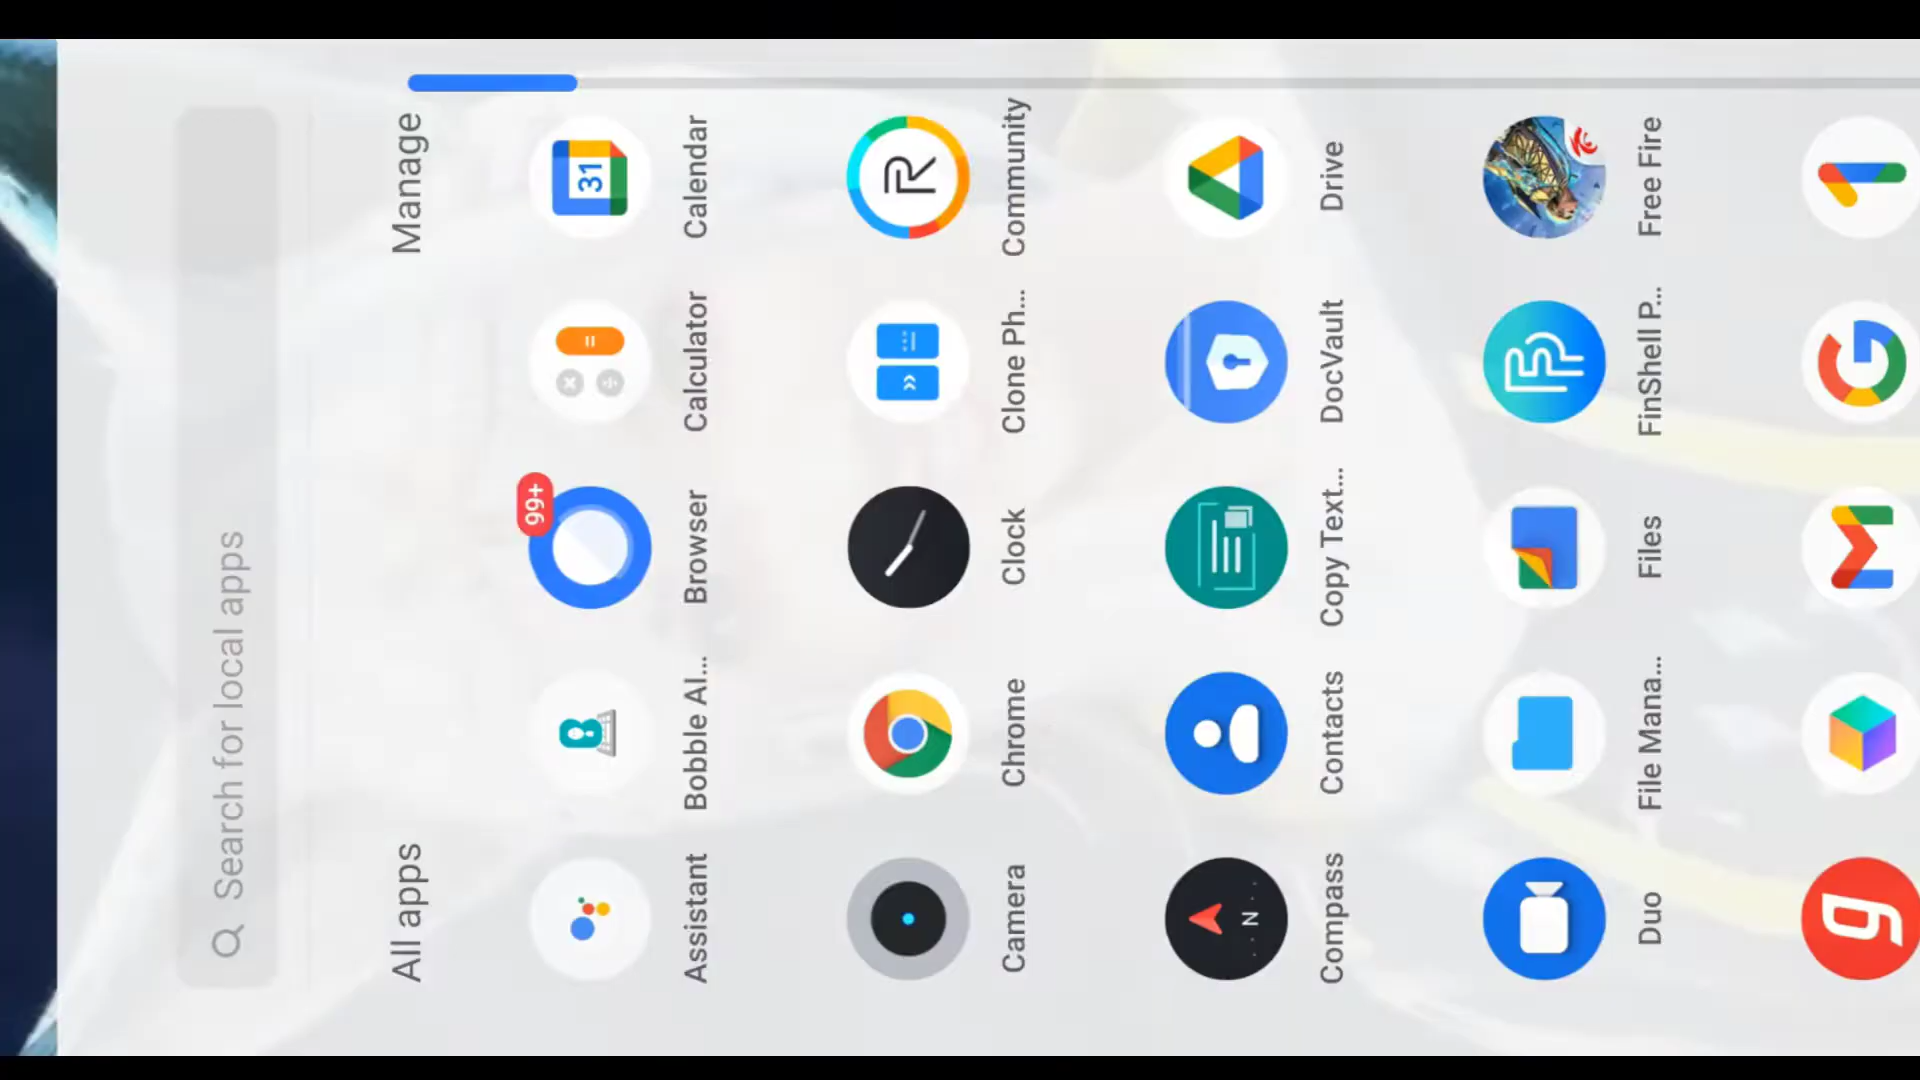 Search for local apps
All apps Manage
31
=
×
÷
99+
Assistant Bobble AI... Browser Calculator Calendar
R
Camera Chrome Clock Clone Ph... Community
N
Compass Contacts Copy Text... DocVault Drive
Duo File Mana... Files FinShell P... Free Fire
g
G